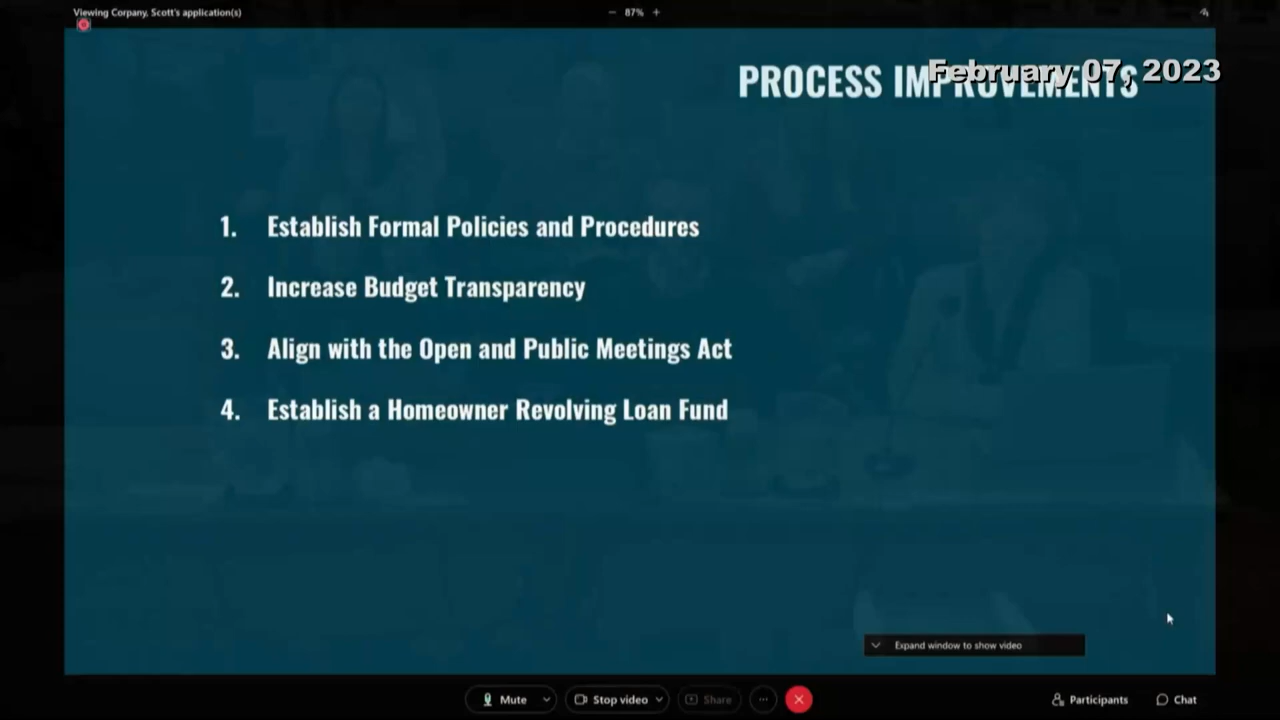 Viewing Corpany, Scott's application(s)
− 87% +
PROCESS IMPROVEMENTS
February 07, 2023
1. Establish Formal Policies and Procedures
2. Increase Budget Transparency
3. Align with the Open and Public Meetings Act
4. Establish a Homeowner Revolving Loan Fund
Expand window to show video
Mute
Stop video
Share
Participants
Chat